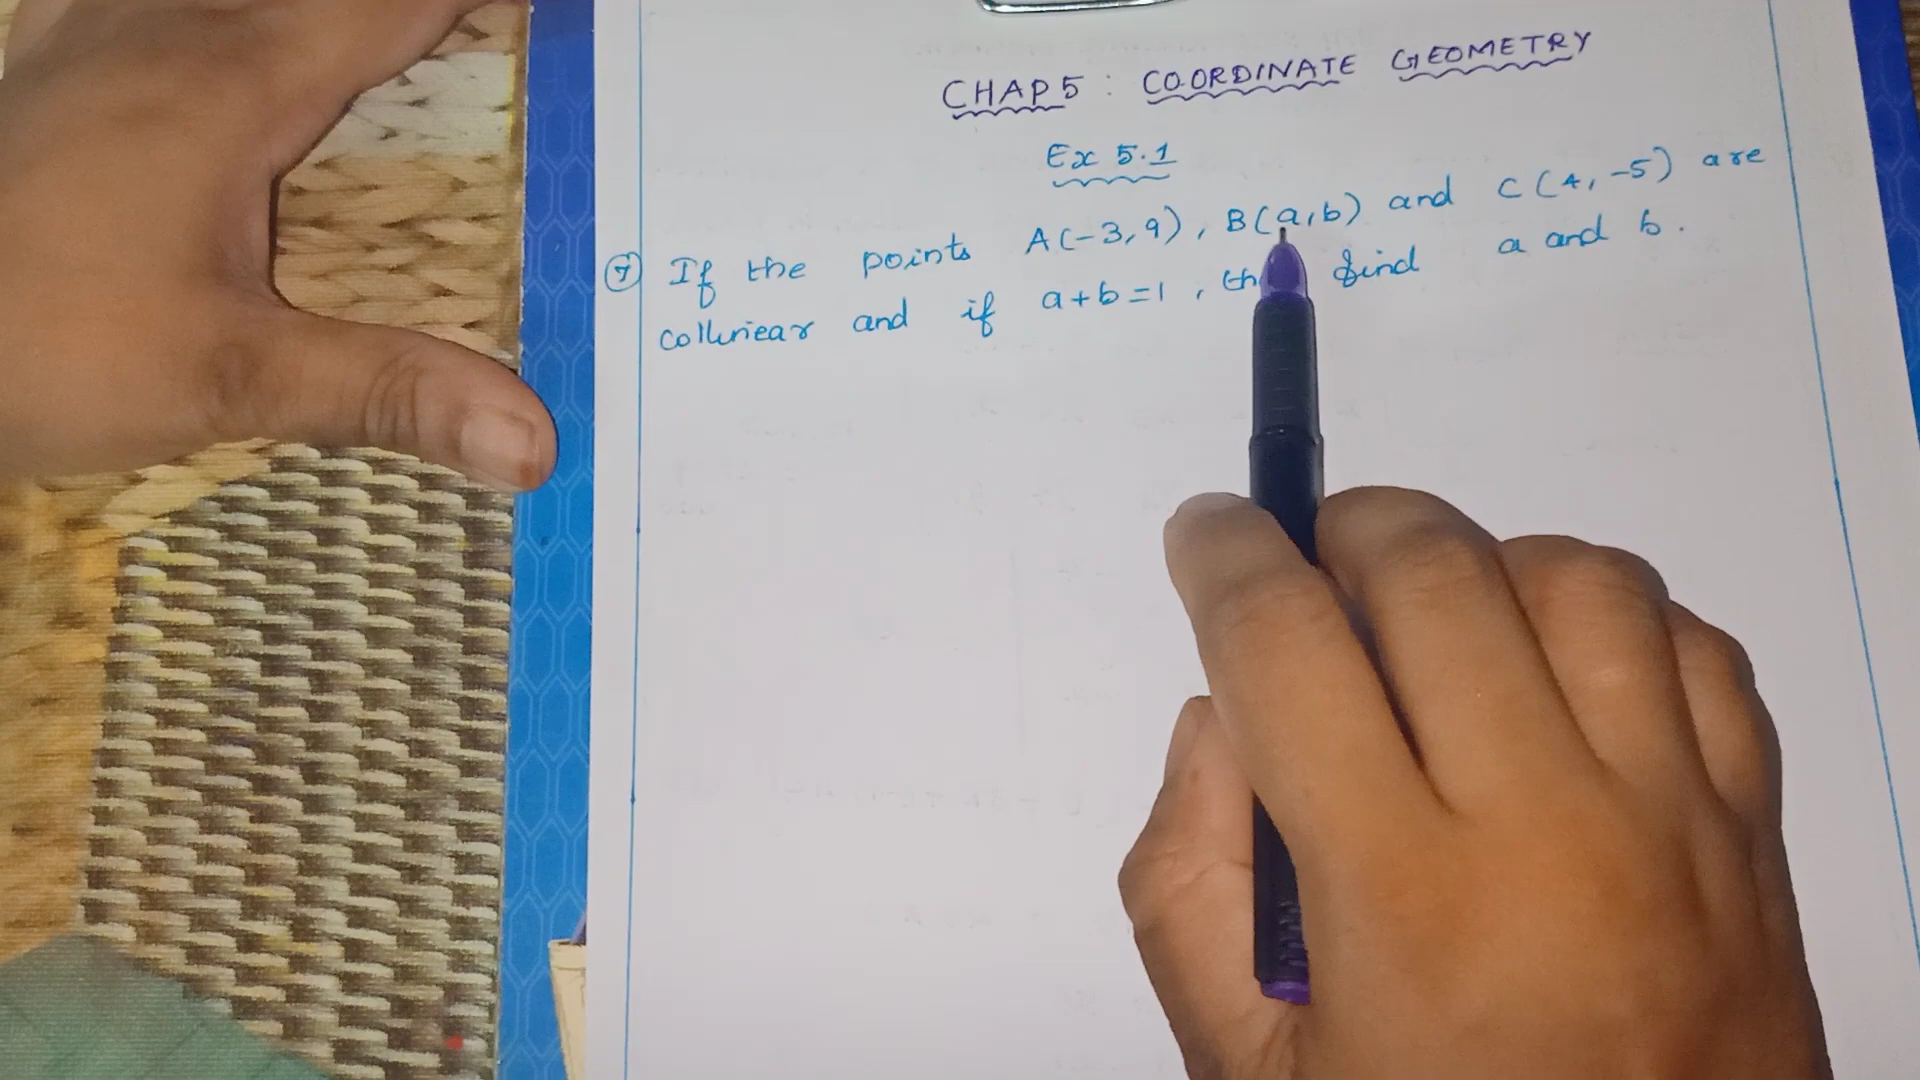 CHAP 5 : COORDINATE GEOMETRY
Ex 5.1
7 If the points A(-3,9), B(a,b) and C(4,-5) are
collinear and if a+b=1, find a and b.